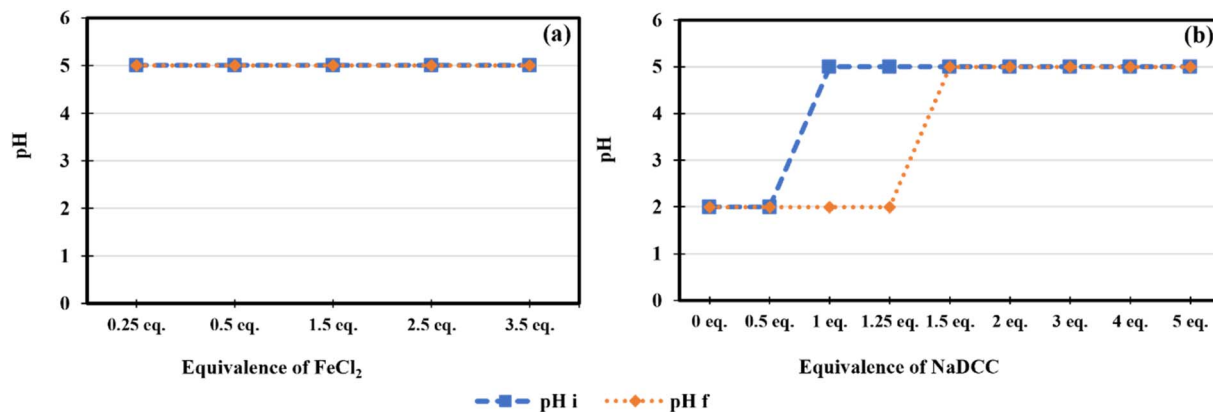 (a)
6
5
4
3
2
1
0
pH
0.25 eq. 0.5 eq. 1.5 eq. 2.5 eq. 3.5 eq.
Equivalence of FeCl₂
(b)
6
5
4
3
2
1
0
pH
0 eq. 0.5 eq. 1 eq. 1.25 eq. 1.5 eq. 2 eq. 3 eq. 4 eq. 5 eq.
Equivalence of NaDCC
pH i pH f